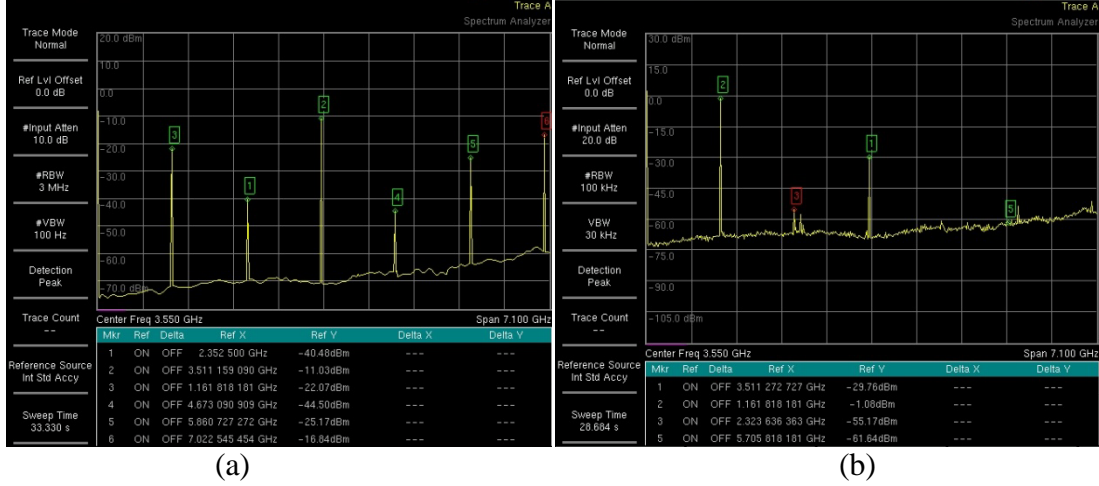 Trace A
Spectrum Analyzer
Trace Mode
Normal
Ref Lvl Offset
0.0 dB
#Input Atten
10.0 dB
#RBW
3 MHz
#VBW
100 Hz
Detection
Peak
Trace Count
--
Reference Source
Int Std Accy
Sweep Time
33.330 s
20.0 dBm
10.0
0.0
-10.0
-20.0
-30.0
-40.0
-50.0
-60.0
-70.0 dBm
3
1
2
4
5
6
Center Freq 3.550 GHz Span 7.100 GHz
Mkr Ref Delta Ref X Ref Y Delta X Delta Y
1 ON OFF 2.352 500 GHz -40.48dBm --- ---
2 ON OFF 3.511 159 090 GHz -11.03dBm --- ---
3 ON OFF 1.161 818 181 GHz -22.07dBm --- ---
4 ON OFF 4.673 090 909 GHz -44.50dBm --- ---
5 ON OFF 5.860 727 272 GHz -25.17dBm --- ---
6 ON OFF 7.022 545 454 GHz -16.84dBm --- ---
(a)
Trace A
Spectrum Analyzer
Trace Mode
Normal
Ref Lvl Offset
0.0 dB
#Input Atten
20.0 dB
#RBW
100 kHz
VBW
30 kHz
Detection
Peak
Trace Count
--
Reference Source
Int Std Accy
Sweep Time
28.684 s
30.0 dBm
15.0
0.0
-15.0
-30.0
-45.0
-60.0
-75.0
-90.0
-105.0 dBm
2
3
1
5
Center Freq 3.550 GHz Span 7.100 GHz
Mkr Ref Delta Ref X Ref Y Delta X Delta Y
1 ON OFF 3.511 272 727 GHz -29.76dBm --- ---
2 ON OFF 1.161 818 181 GHz -1.08dBm --- ---
3 ON OFF 2.323 636 363 GHz -55.17dBm --- ---
5 ON OFF 5.705 818 181 GHz -61.64dBm --- ---
(b)